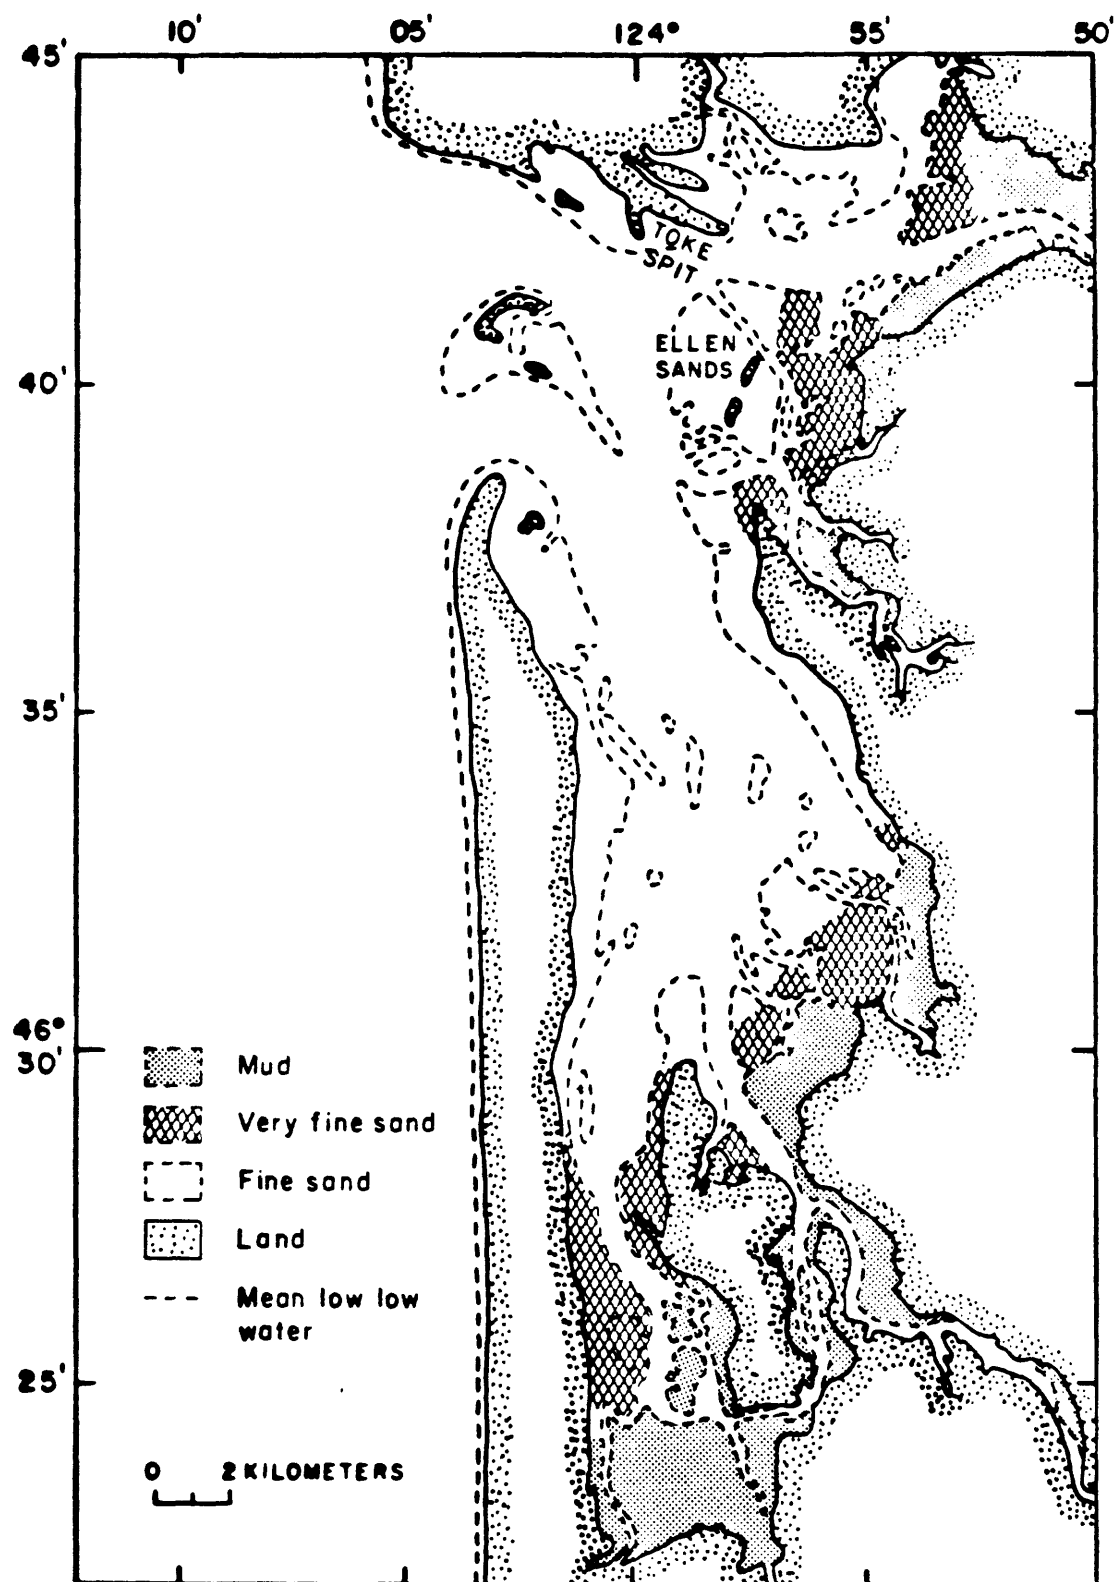 10' 05' 124° 55' 50'
45'
TOKE
SPIT
ELLEN
SANDS
40'
35'
46°
30'
Mud
Very fine sand
Fine sand
Land
Mean low low
water
25'
0 2 KILOMETERS